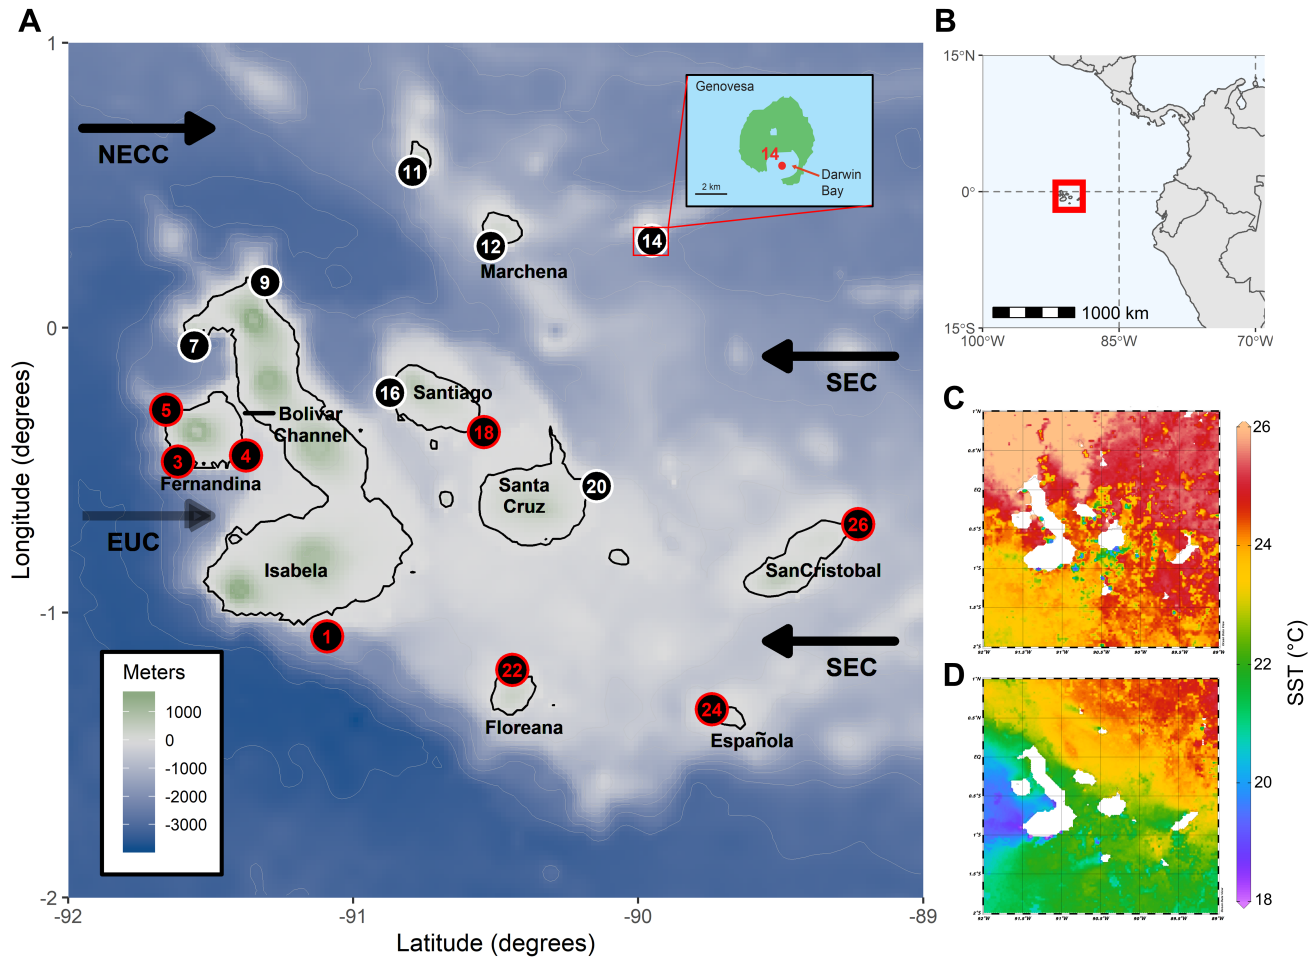 A
1
0
-1
-2
-92
-91
-90
-89
Longitude (degrees)
Latitude (degrees)
NECC
Genovesa
14
Darwin
Bay
2 km
11
12
14
Marchena
9
7
SEC
16
Santiago
5
Bolivar
Channel
18
3
4
Fernandina
Santa
Cruz
20
EUC
26
Isabela
SanCristobal
1
SEC
22
24
Floreana
Española
Meters
1000
0
-1000
-2000
-3000
B
15°N
0°
15°S
100°W
85°W
70°W
1000 km
C
D
26
24
22
20
18
SST (°C)